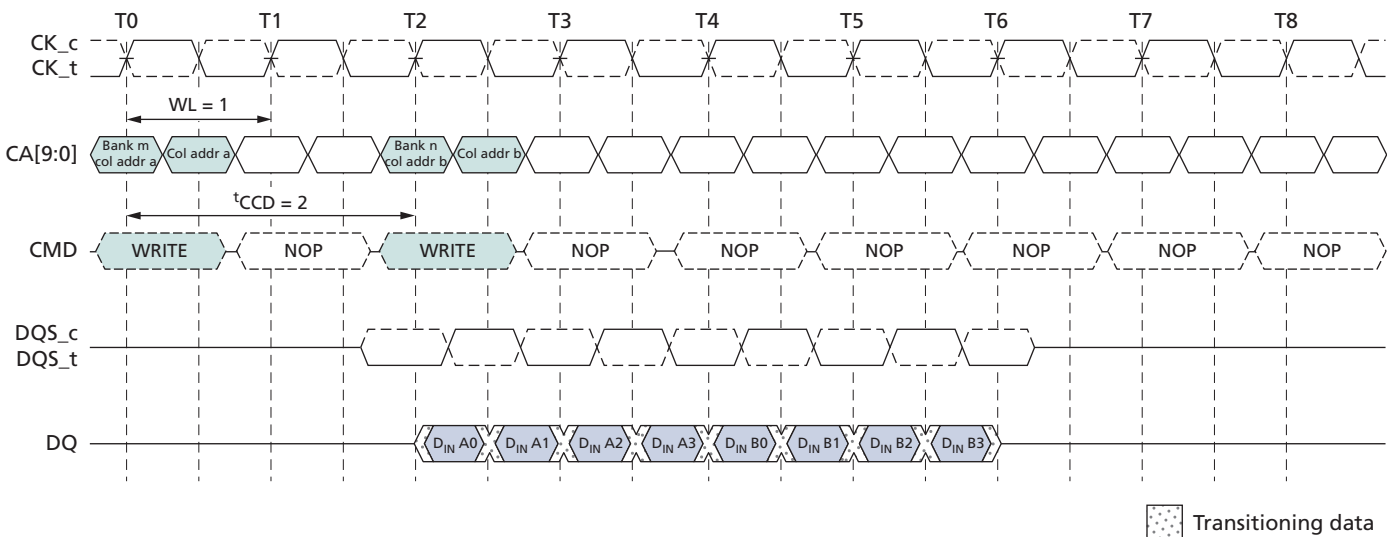 T0 T1 T2 T3 T4 T5 T6 T7 T8
CK_c
CK_t
WL = 1
CA[9:0]
Bank m
col addr a
Col addr a
Bank n
col addr b
Col addr b
tCCD = 2
CMD WRITE NOP WRITE NOP NOP NOP NOP NOP NOP
DQS_c
DQS_t
DQ DIN A0 DIN A1 DIN A2 DIN A3 DIN B0 DIN B1 DIN B2 DIN B3
Transitioning data